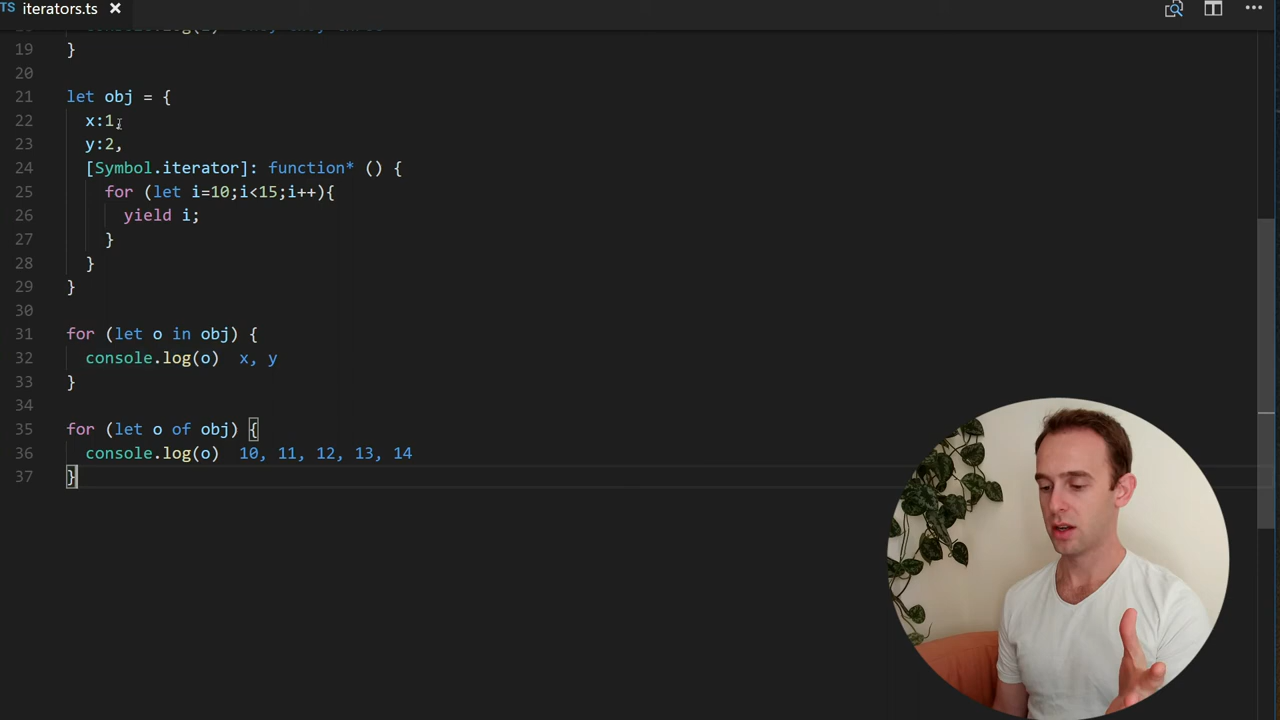 TS iterators.ts
19 }
20
21 let obj = {
22 x:1,
23 y:2,
24 [Symbol.iterator]: function* () {
25 for (let i=10;i<15;i++){
26 yield i;
27 }
28 }
29 }
30
31 for (let o in obj) {
32 console.log(o) x, y
33 }
34
35 for (let o of obj) {
36 console.log(o) 10, 11, 12, 13, 14
37 }